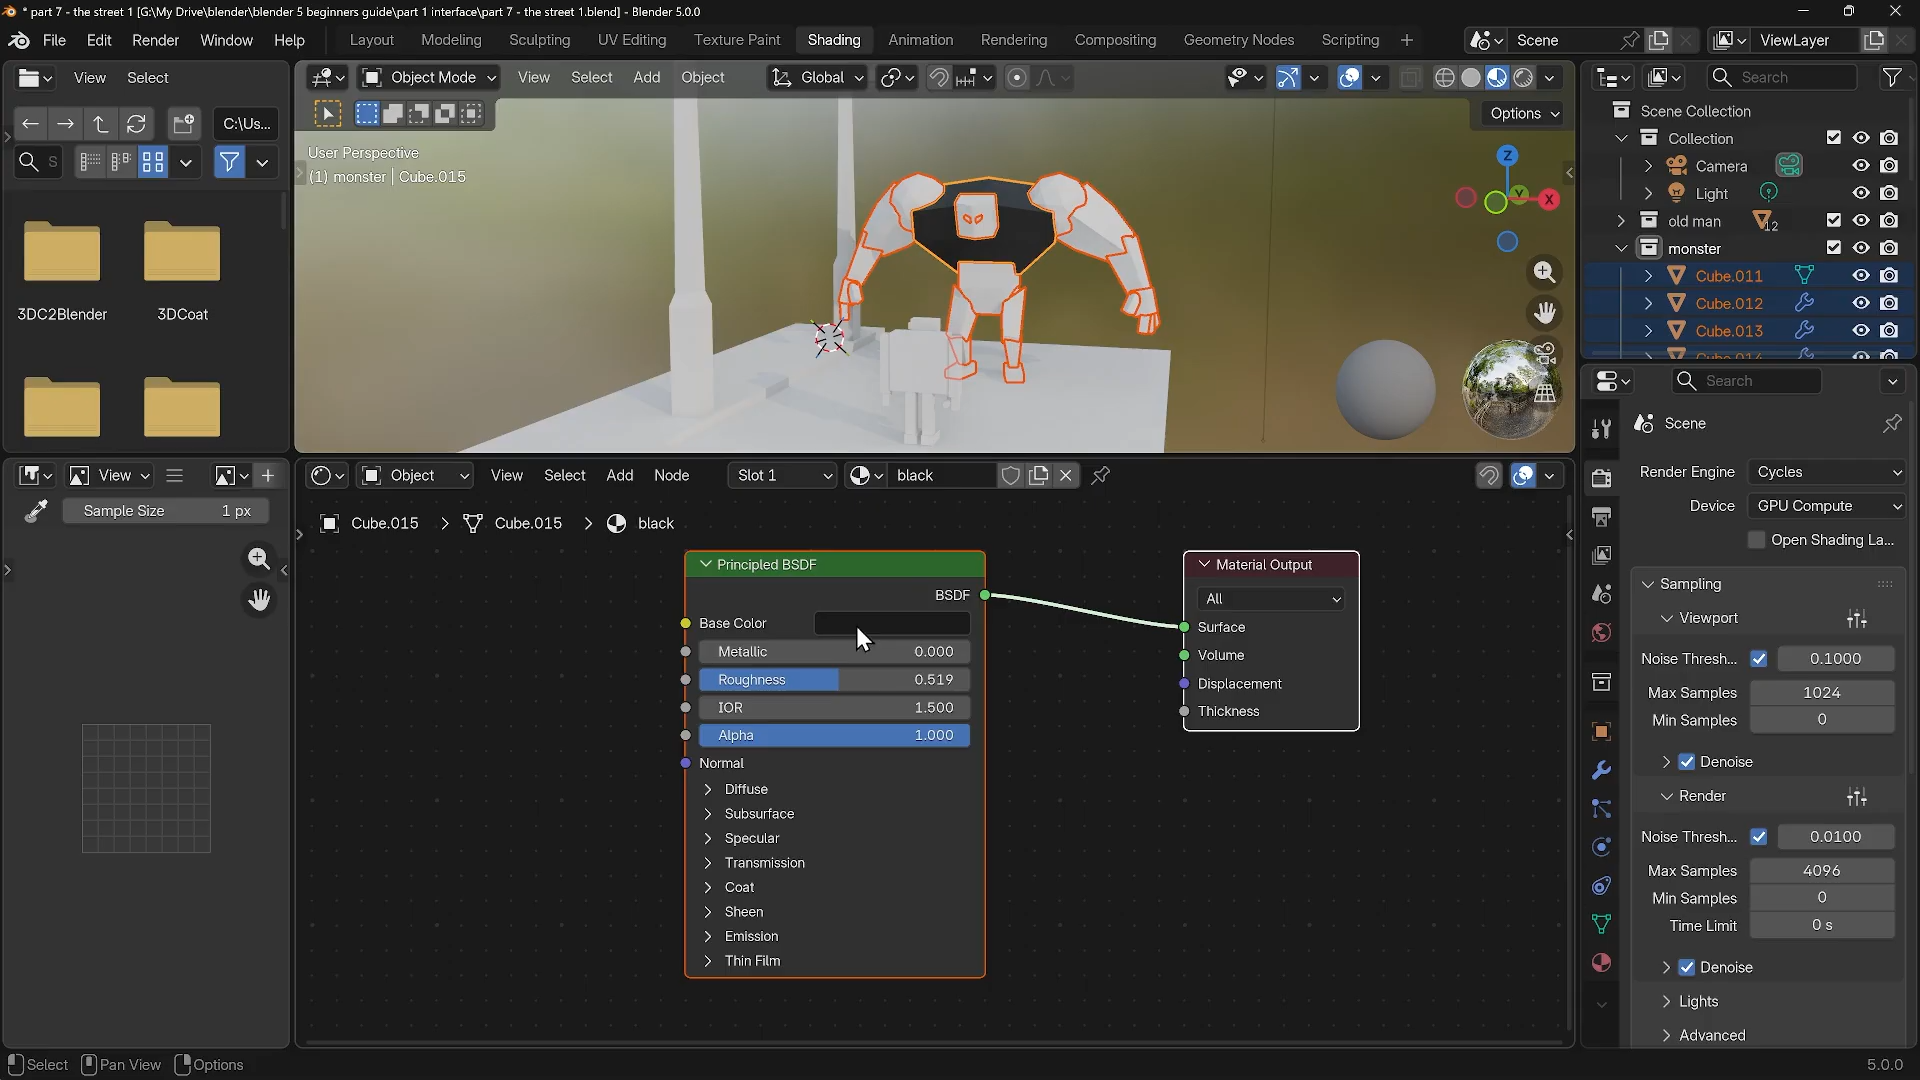 * part 7 - the street 1 [G:\My Drive\blender\blender 5 beginners guide\part 1 interface\part 7 - the street 1.blend] - Blender 5.0.0
File Edit Render Window Help
Layout Modeling Sculpting UV Editing Texture Paint Shading Animation Rendering Compositing Geometry Nodes Scripting +
Scene
ViewLayer
View Select
C:\Us...
S
3DC2Blender 3DCoat
Object Mode View Select Add Object Global
Options
User Perspective
(1) monster | Cube.015
Z
Y
X
Search
Scene Collection
Collection
Camera
Light
old man 12
monster
Cube.011
Cube.012
Cube.013
Cube.014
View
Sample Size 1 px
Object View Select Add Node Slot 1 black
Cube.015 > Cube.015 > black
Principled BSDF
BSDF
Base Color
Metallic 0.000
Roughness 0.519
IOR 1.500
Alpha 1.000
Normal
Diffuse
Subsurface
Specular
Transmission
Coat
Sheen
Emission
Thin Film
Material Output
All
Surface
Volume
Displacement
Thickness
Search
Scene
Render Engine Cycles
Device GPU Compute
Open Shading La...
Sampling
Viewport
Noise Thresh... 0.1000
Max Samples 1024
Min Samples 0
Denoise
Render
Noise Thresh... 0.0100
Max Samples 4096
Min Samples 0
Time Limit 0 s
Denoise
Lights
Advanced
Select Pan View Options
5.0.0